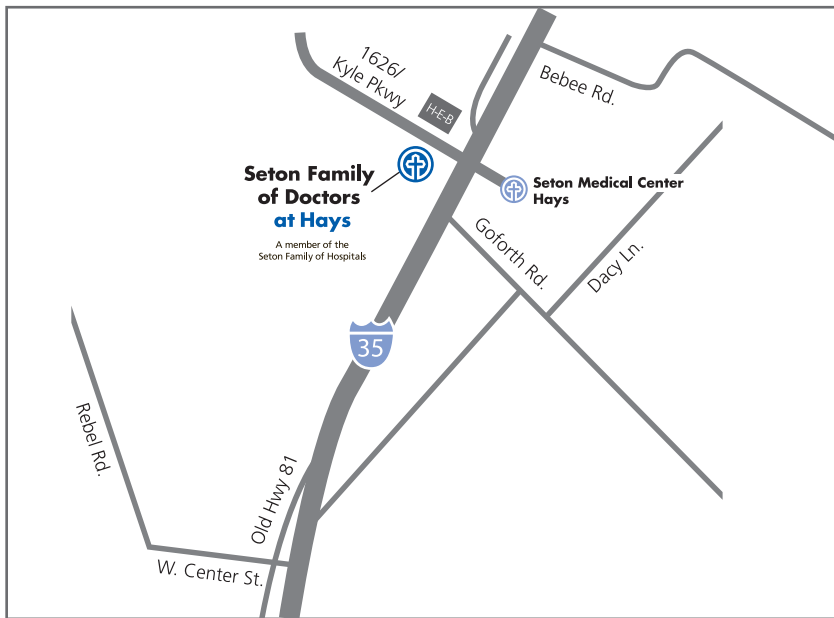 1626/
Kyle Pkwy
H-E-B
Bebee Rd.
Seton Family
of Doctors
at Hays
A member of the
Seton Family of Hospitals
Seton Medical Center
Hays
Goforth Rd.
Dacy Ln.
35
Rebel Rd.
Old Hwy 81
W. Center St.